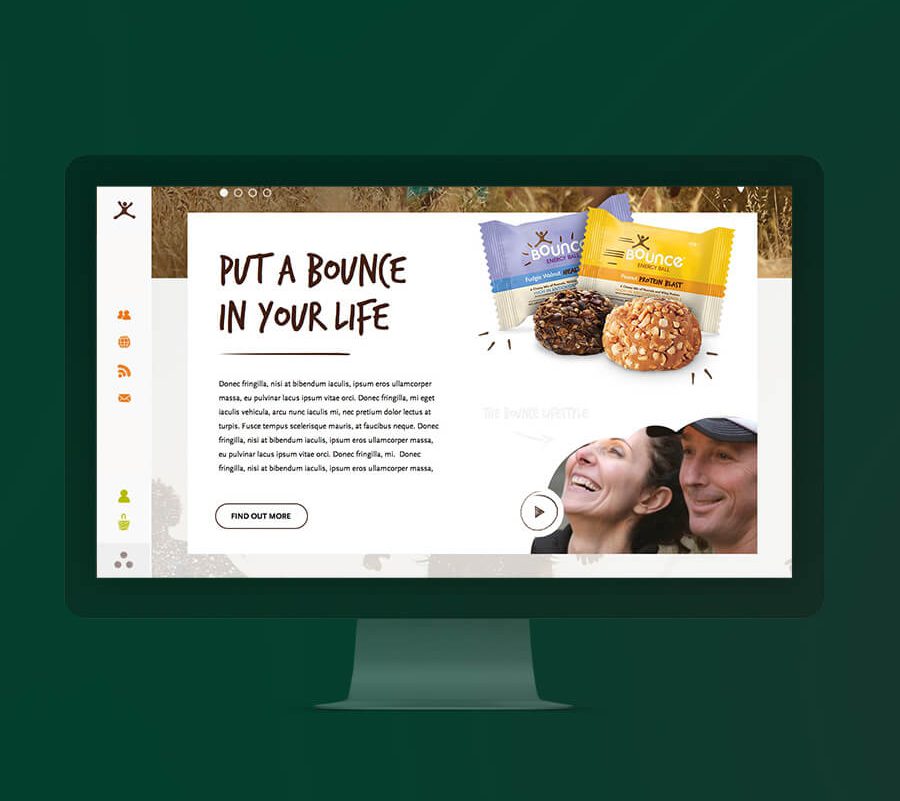 PUT A BOUNCE
IN YOUR LIFE
Bounce
ENERGY BALL
Fudge Walnut
Bounce
ENERGY BALL
Peanut PROTEIN BLAST
Donec fringilla, nisi at bibendum iaculis, ipsum eros ullamcorper
massa, eu pulvinar lacus ipsum vitae orci. Donec fringilla, mi eget
iaculis vehicula, arcu nunc iaculis mi, nec pretium dolor lectus at
turpis. Fusce tempus scelerisque mauris, at faucibus neque. Donec
fringilla, nisi at bibendum iaculis, ipsum eros ullamcorper massa,
eu pulvinar lacus ipsum vitae orci. Donec fringilla, mi. Donec
fringilla, nisi at bibendum iaculis, ipsum eros ullamcorper massa,
THE BOUNCE LIFESTYLE
FIND OUT MORE